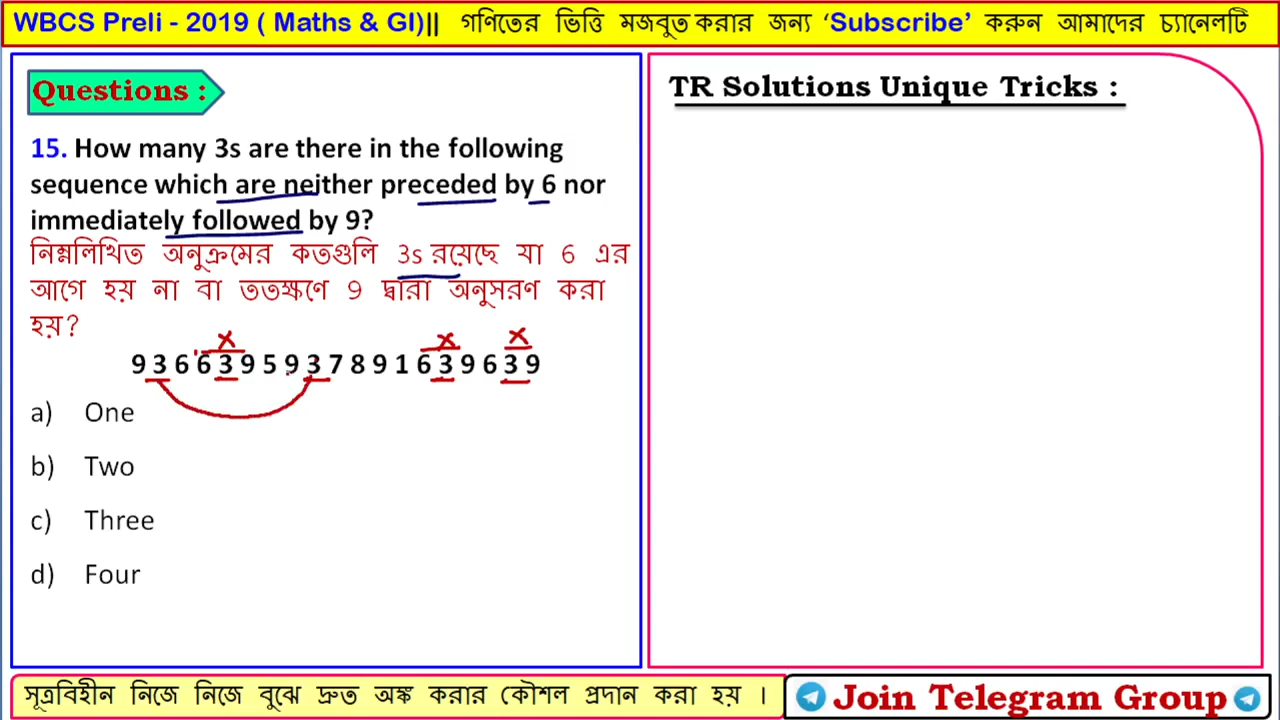 WBCS Preli - 2019 ( Maths & GI)|| গণিতের ভিত্তি মজবুত করার জন্য ‘Subscribe’ করুন আমাদের চ্যানেলটি
Questions :
15. How many 3s are there in the following
sequence which are neither preceded by 6 nor
immediately followed by 9?
নিম্নলিখিত অনুক্রমের কতগুলি 3s রয়েছে যা 6 এর
আগে হয় না বা ততক্ষণে 9 দ্বারা অনুসরণ করা
হয়?
x x x
9 3 6 6 3 9 5 9 3 7 8 9 1 6 3 9 6 3 9
a) One
b) Two
c) Three
d) Four
TR Solutions Unique Tricks :
সূত্রবিহীন নিজে নিজে বুঝে দ্রুত অঙ্ক করার কৌশল প্রদান করা হয় ।
Join Telegram Group